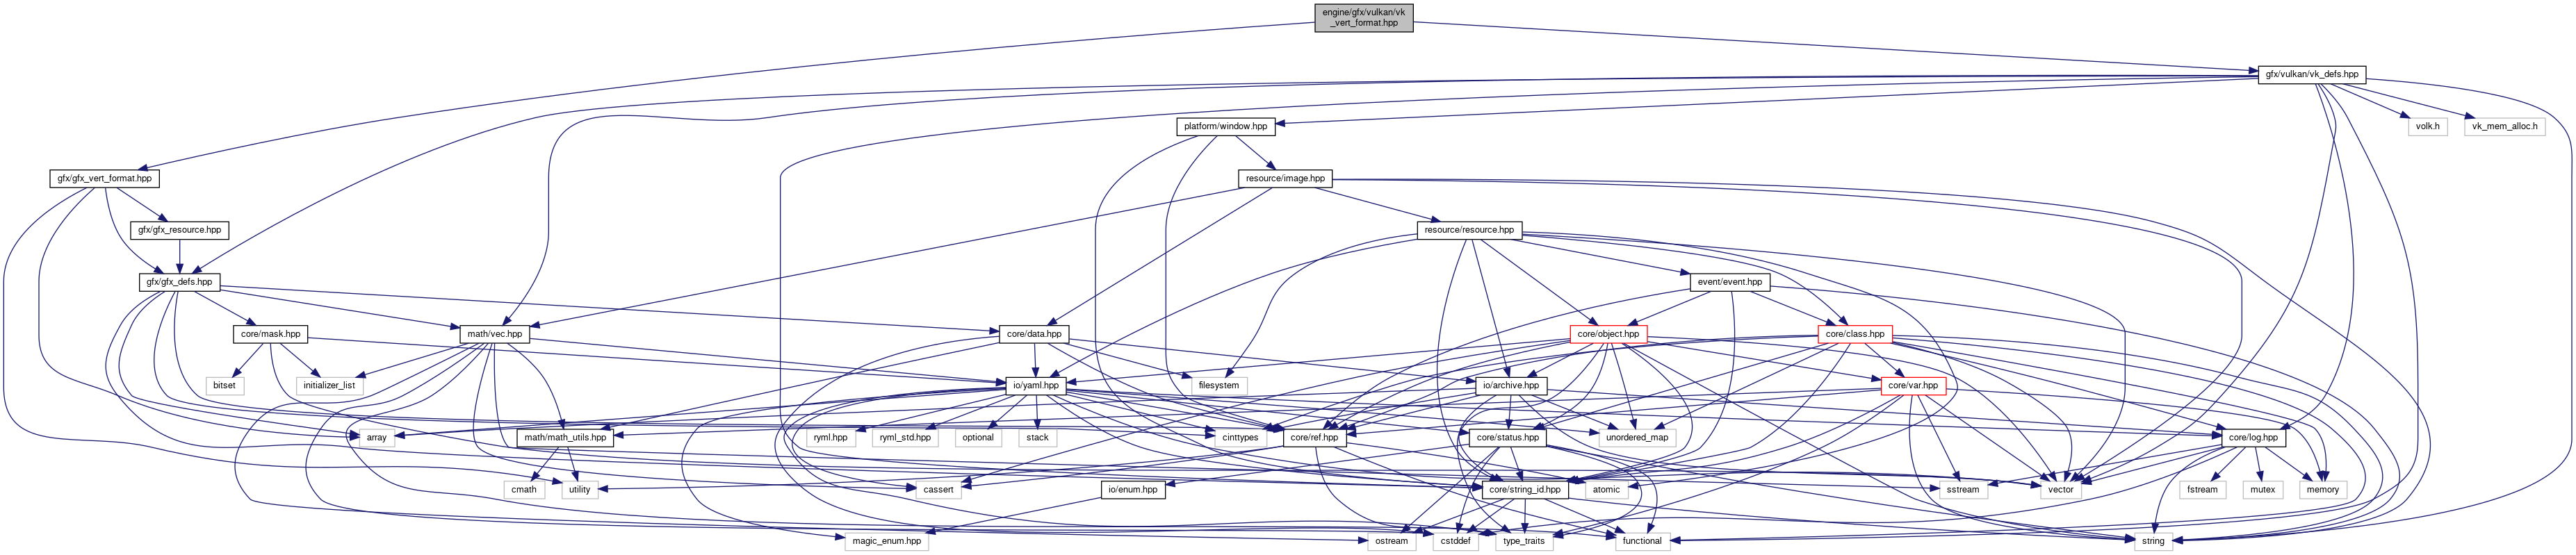 engine/gfx/vulkan/vk
_vert_format.hpp
gfx/vulkan/vk_defs.hpp
platform/window.hpp
volk.h
vk_mem_alloc.h
gfx/gfx_vert_format.hpp
resource/image.hpp
gfx/gfx_resource.hpp
resource/resource.hpp
gfx/gfx_defs.hpp
event/event.hpp
core/mask.hpp
math/vec.hpp
core/data.hpp
core/object.hpp
core/class.hpp
bitset
initializer_list
io/yaml.hpp
filesystem
io/archive.hpp
core/var.hpp
array
math/math_utils.hpp
ryml.hpp
ryml_std.hpp
optional
stack
cinttypes
core/ref.hpp
core/status.hpp
unordered_map
core/log.hpp
cmath
utility
cassert
io/enum.hpp
core/string_id.hpp
atomic
sstream
vector
fstream
mutex
memory
magic_enum.hpp
ostream
cstddef
type_traits
functional
string